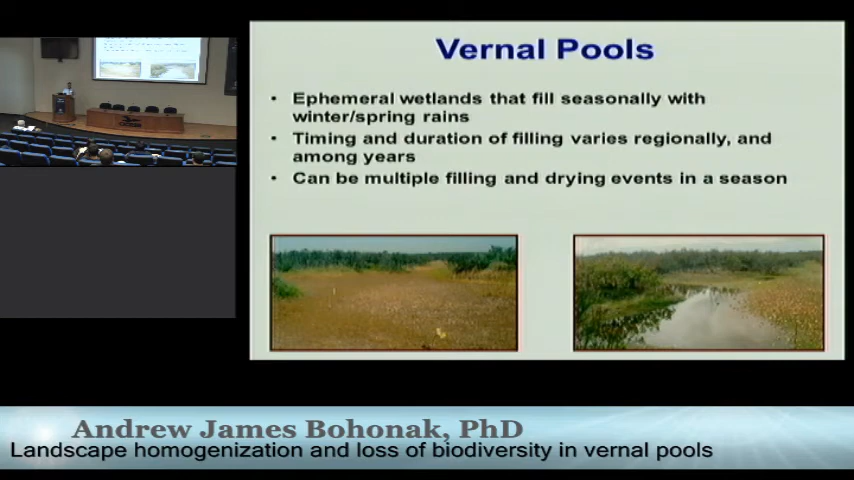 Vernal Pools
• Ephemeral wetlands that fill seasonally with
winter/spring rains
• Timing and duration of filling varies regionally, and
among years
• Can be multiple filling and drying events in a season
Andrew James Bohonak, PhD
Landscape homogenization and loss of biodiversity in vernal pools